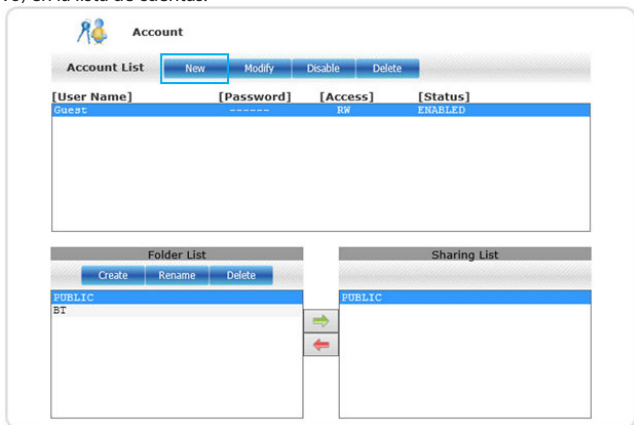 en la lista de cuentas.
Account
Account List New Modify Disable Delete
[User Name] [Password] [Access] [Status]
Guest ------ RW ENABLED
Folder List Sharing List
Create Rename Delete
PUBLIC PUBLIC
BT